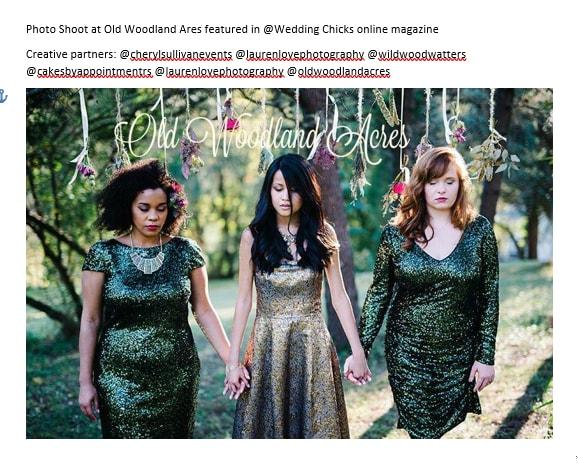 Photo Shoot at Old Woodland Ares featured in @Wedding Chicks online magazine
Creative partners: @cherylsullivanevents @laurenlovephotography @wildwoodwatters
@cakesbyappointmentrs @laurenlovephotography @oldwoodlandacres
Old Woodland Acres